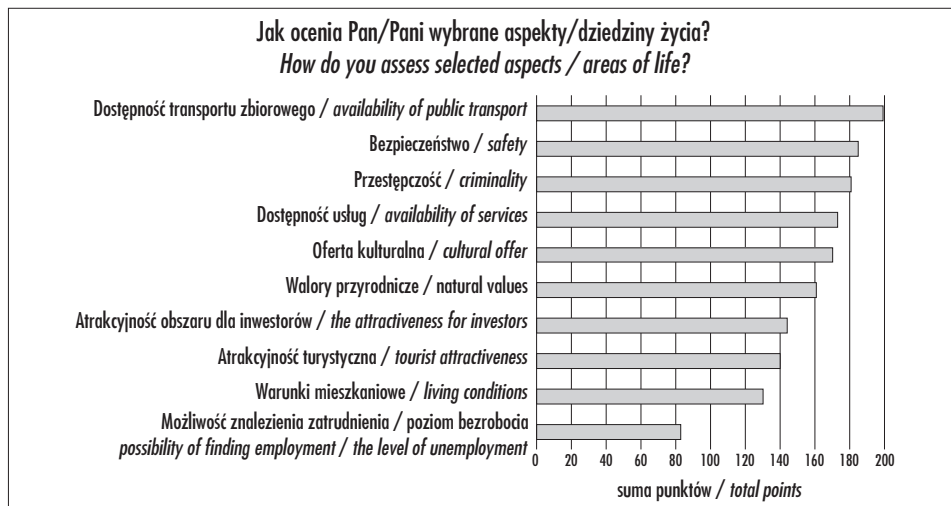 Jak ocenia Pan/Pani wybrane aspekty/dziedziny życia?
How do you assess selected aspects / areas of life?
Dostępność transportu zbiorowego / availability of public transport
Bezpieczeństwo / safety
Przestępczość / criminality
Dostępność usług / availability of services
Oferta kulturalna / cultural offer
Walory przyrodnicze / natural values
Atrakcyjność obszaru dla inwestorów / the attractiveness for investors
Atrakcyjność turystyczna / tourist attractiveness
Warunki mieszkaniowe / living conditions
Możliwość znalezienia zatrudnienia / poziom bezrobocia
possibility of finding employment / the level of unemployment
0 20 40 60 80 100 120 140 160 180 200
suma punktów / total points